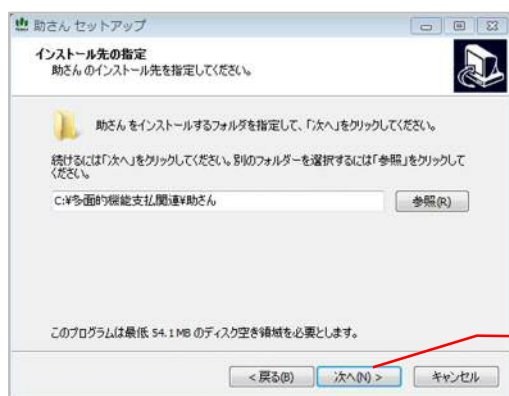 助さん セットアップ
インストール先の指定
助さん のインストール先を指定してください。
助さん をインストールするフォルダを指定して、「次へ」をクリックしてください。
続けるには「次へ」をクリックしてください。別のフォルダーを選択するには「参照」をクリックして
ください。
C:¥多面的機能支払関連¥助さん
参照(R)
このプログラムは最低 54.1 MB のディスク空き領域を必要とします。
< 戻る(B)
次へ(N) >
キャンセル